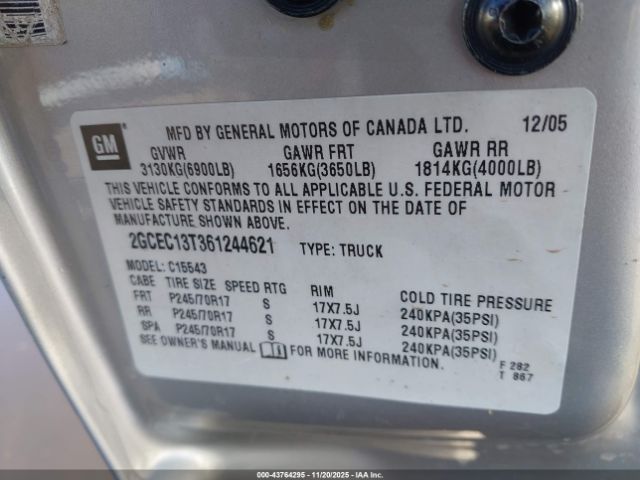 GM
MFD BY GENERAL MOTORS OF CANADA LTD. 12/05
GVWR GAWR FRT GAWR RR
3130KG(6900LB) 1656KG(3650LB) 1814KG(4000LB)
THIS VEHICLE CONFORMS TO ALL APPLICABLE U.S. FEDERAL MOTOR
VEHICLE SAFETY STANDARDS IN EFFECT ON THE DATE OF
MANUFACTURE SHOWN ABOVE.
2GCEC13T361244621 TYPE: TRUCK
MODEL: C15543
CABE TIRE SIZE SPEED RTG RIM COLD TIRE PRESSURE
FRT P245/70R17 S 17X7.5J 240KPA(35PSI)
RR P245/70R17 S 17X7.5J 240KPA(35PSI)
SPA P245/70R17 S 17X7.5J 240KPA(35PSI)
SEE OWNER'S MANUAL FOR MORE INFORMATION.
F 282
T 867
000-43764295 - 11/20/2025 - IAAI, Inc.